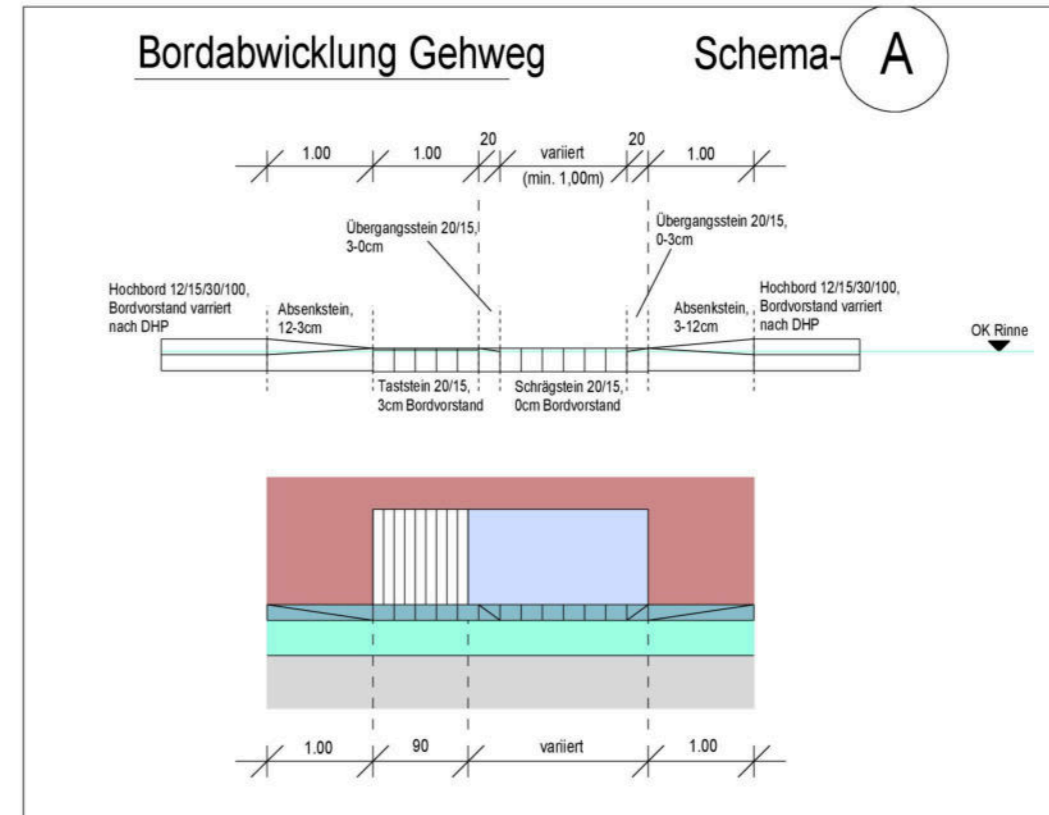 Bordabwicklung Gehweg
Schema- A
1.00 1.00 20 variiert 20 1.00
(min. 1,00m)
Übergangsstein 20/15,
3-0cm
Übergangsstein 20/15,
0-3cm
Hochbord 12/15/30/100,
Bordvorstand varriert
nach DHP
Absenkstein,
12-3cm
Absenkstein,
3-12cm
Hochbord 12/15/30/100,
Bordvorstand varriert
nach DHP
OK Rinne
Taststein 20/15,
3cm Bordvorstand
Schrägstein 20/15,
0cm Bordvorstand
1.00 90 variiert 1.00